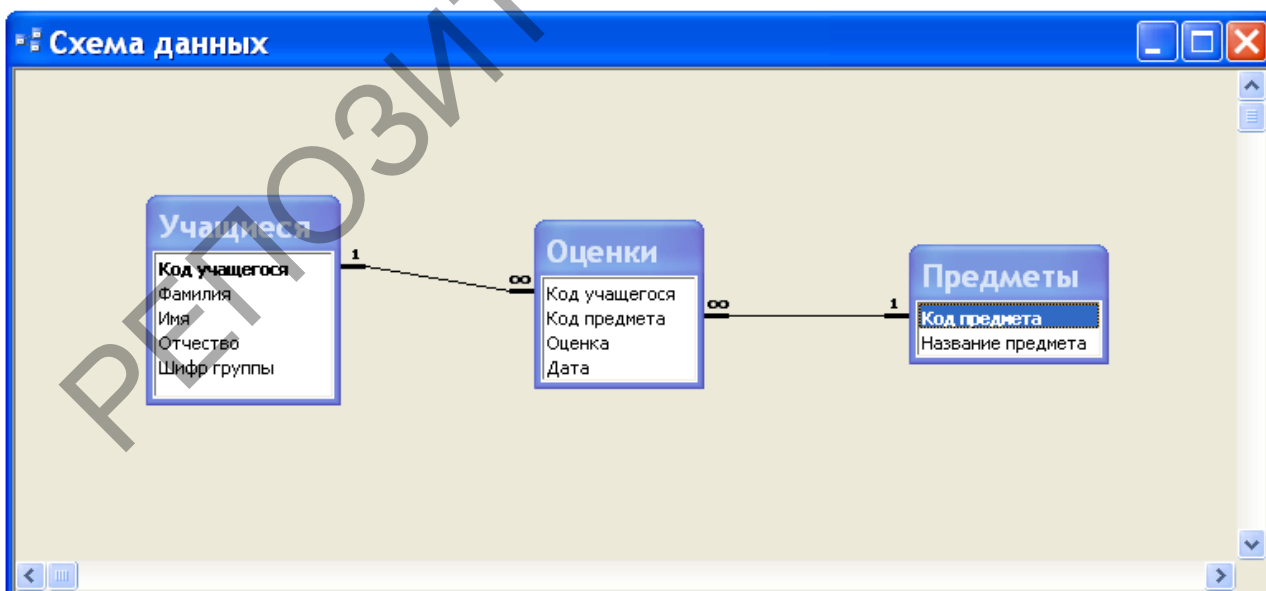 Схема данных
Учащиеся
Код учащегося
Фамилия
Имя
Отчество
Шифр группы
1
∞
Оценки
Код учащегося
Код предмета
Оценка
Дата
∞
1
Предметы
Код предмета
Название предмета
РЕПОЗИТ